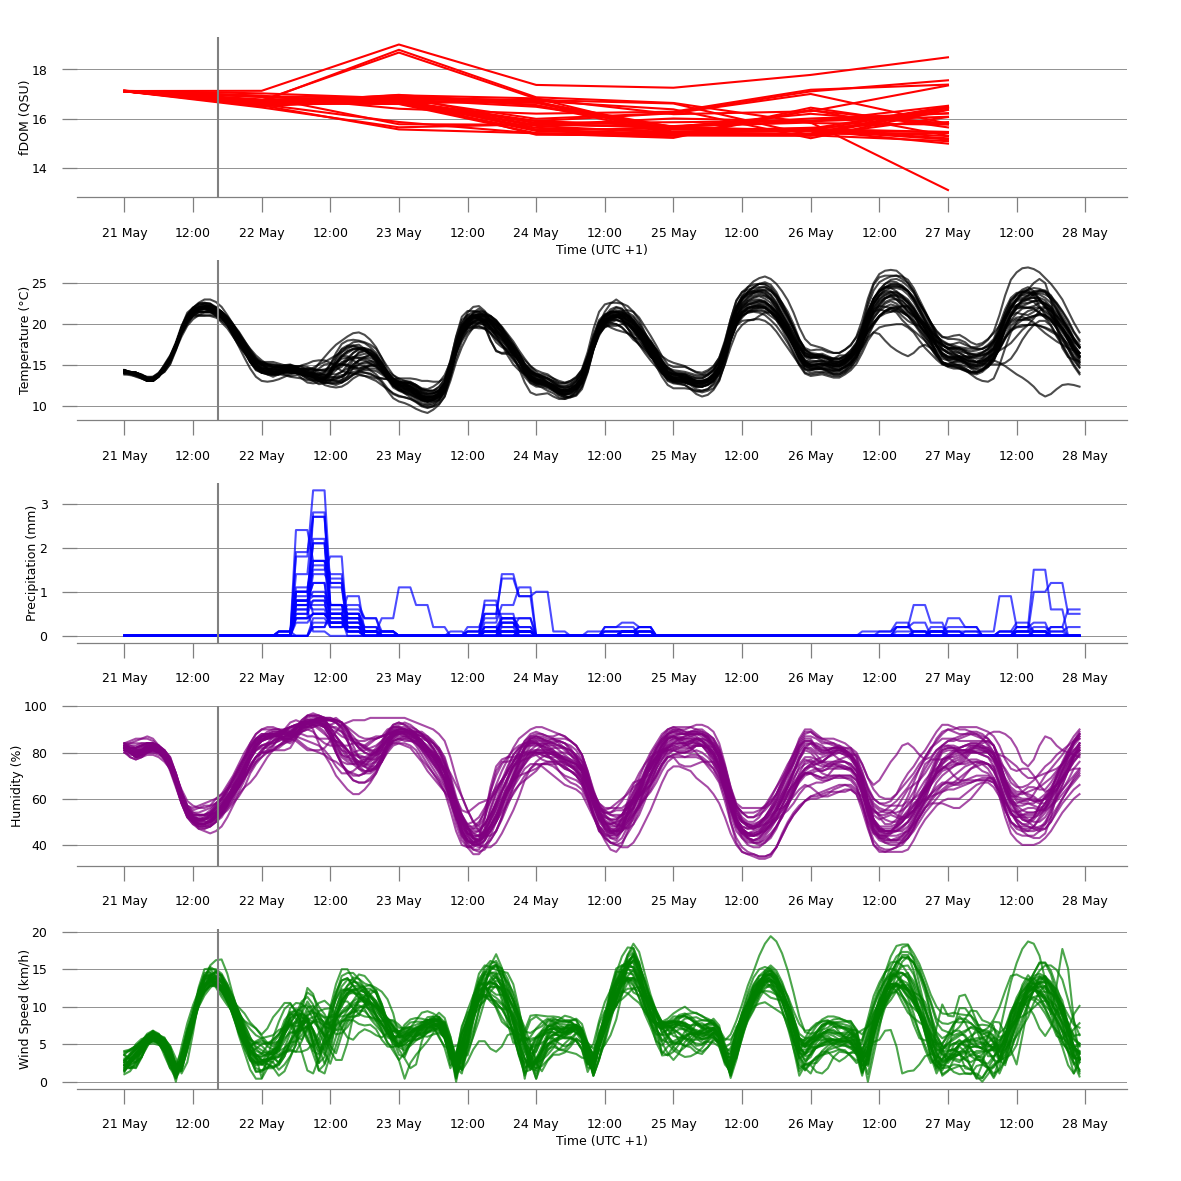 18
16
14
fDOM (QSU)
21 May 12:00 22 May 12:00 23 May 12:00 24 May 12:00 25 May 12:00 26 May 12:00 27 May 12:00 28 May
Time (UTC +1)
25
20
15
10
Temperature (°C)
21 May 12:00 22 May 12:00 23 May 12:00 24 May 12:00 25 May 12:00 26 May 12:00 27 May 12:00 28 May
3
2
1
0
Precipitation (mm)
21 May 12:00 22 May 12:00 23 May 12:00 24 May 12:00 25 May 12:00 26 May 12:00 27 May 12:00 28 May
100
80
60
40
Humidity (%)
21 May 12:00 22 May 12:00 23 May 12:00 24 May 12:00 25 May 12:00 26 May 12:00 27 May 12:00 28 May
20
15
10
5
0
Wind Speed (km/h)
21 May 12:00 22 May 12:00 23 May 12:00 24 May 12:00 25 May 12:00 26 May 12:00 27 May 12:00 28 May
Time (UTC +1)